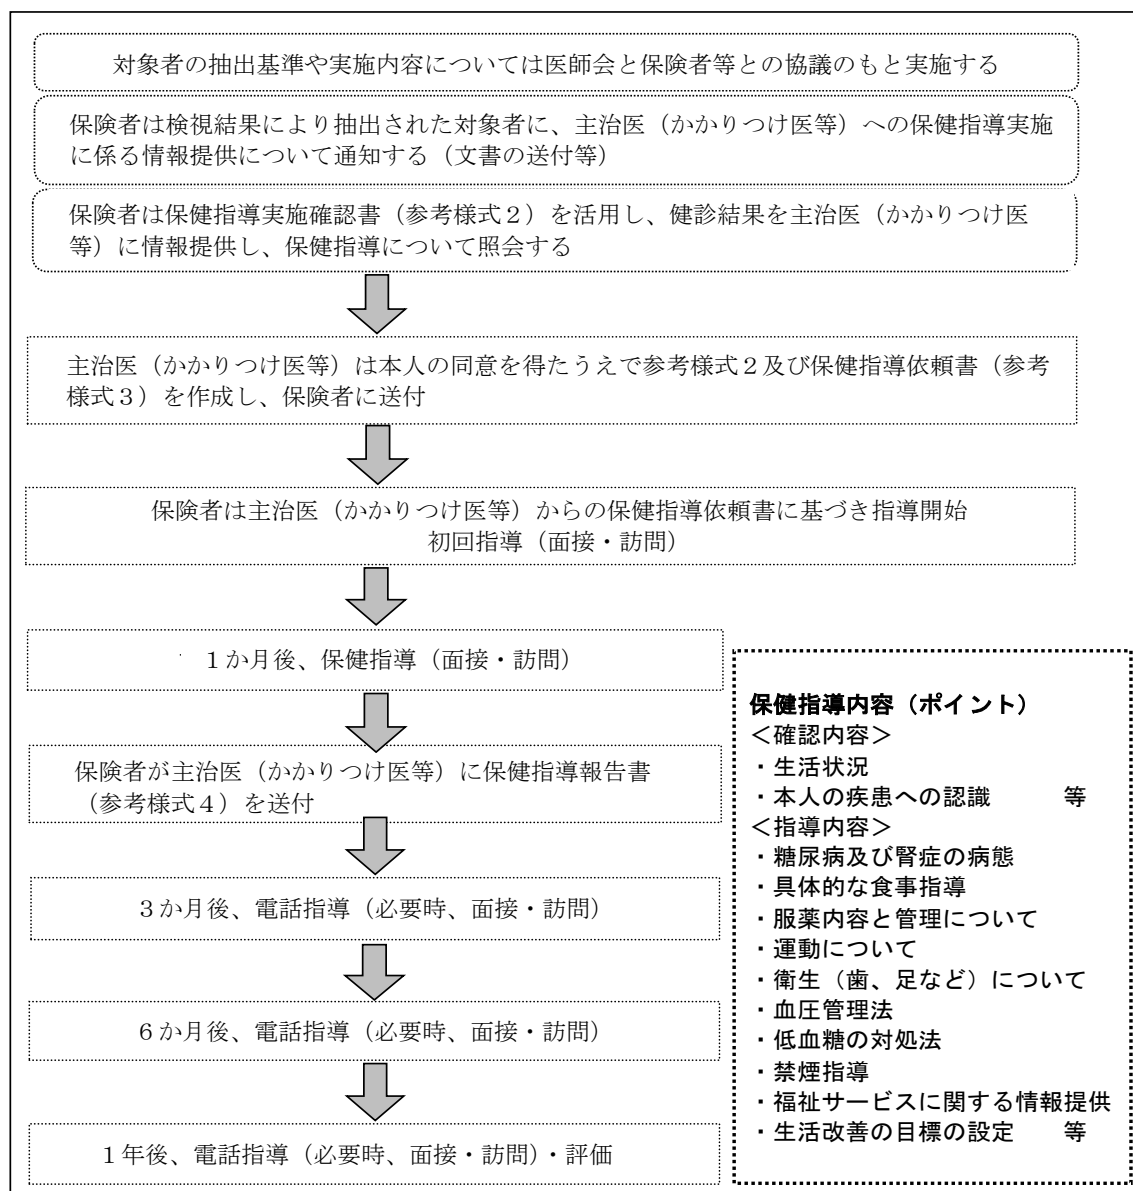 対象者の抽出基準や実施内容については医師会と保険者等との協議のもと実施する
保険者は検視結果により抽出された対象者に、主治医（かかりつけ医等）への保健指導実施
に係る情報提供について通知する（文書の送付等）
保険者は保健指導実施確認書（参考様式２）を活用し、健診結果を主治医（かかりつけ医
等）に情報提供し、保健指導について照会する
主治医（かかりつけ医等）は本人の同意を得たうえで参考様式２及び保健指導依頼書（参考
様式３）を作成し、保険者に送付
保険者は主治医（かかりつけ医等）からの保健指導依頼書に基づき指導開始
初回指導（面接・訪問）
１か月後、保健指導（面接・訪問）
保険者が主治医（かかりつけ医等）に保健指導報告書
（参考様式４）を送付
３か月後、電話指導（必要時、面接・訪問）
６か月後、電話指導（必要時、面接・訪問）
１年後、電話指導（必要時、面接・訪問）・評価
保健指導内容（ポイント）
＜確認内容＞
・生活状況
・本人の疾患への認識　　　等
＜指導内容＞
・糖尿病及び腎症の病態
・具体的な食事指導
・服薬内容と管理について
・運動について
・衛生（歯、足など）について
・血圧管理法
・低血糖の対処法
・禁煙指導
・福祉サービスに関する情報提供
・生活改善の目標の設定　　等